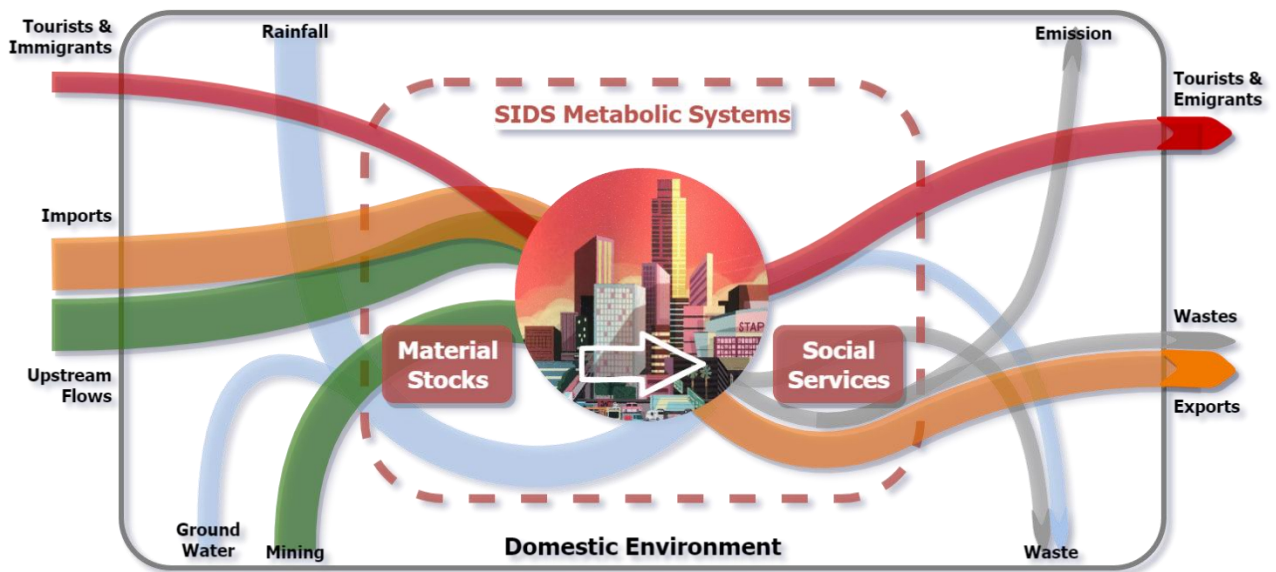 Tourists &
Immigrants
Rainfall
Emission
Tourists &
Emigrants
SIDS Metabolic Systems
Imports
Wastes
STAP
Material
Stocks
Social
Services
Upstream
Flows
Exports
Ground
Water
Mining
Domestic Environment
Waste